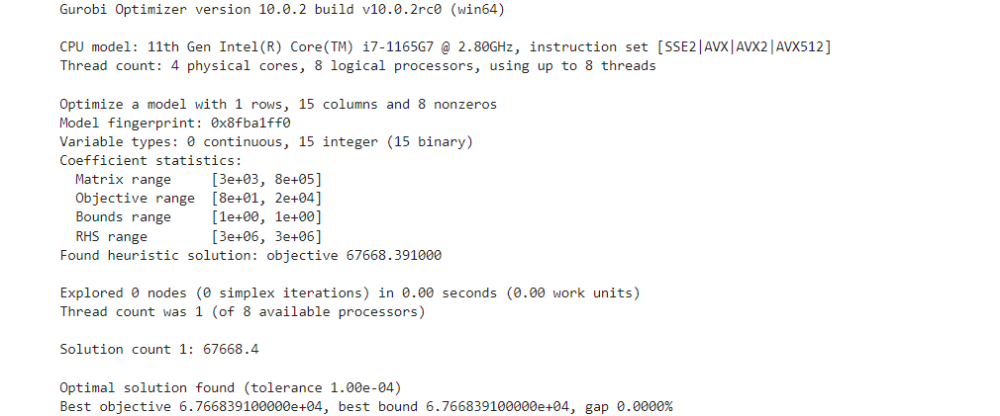 Gurobi Optimizer version 10.0.2 build v10.0.2rc0 (win64)
CPU model: 11th Gen Intel(R) Core(TM) i7-1165G7 @ 2.80GHz, instruction set [SSE2|AVX|AVX2|AVX512]
Thread count: 4 physical cores, 8 logical processors, using up to 8 threads
Optimize a model with 1 rows, 15 columns and 8 nonzeros
Model fingerprint: 0x8fba1ff0
Variable types: 0 continuous, 15 integer (15 binary)
Coefficient statistics:
  Matrix range     [3e+03, 8e+05]
  Objective range  [8e+01, 2e+04]
  Bounds range     [1e+00, 1e+00]
  RHS range        [3e+06, 3e+06]
Found heuristic solution: objective 67668.391000
Explored 0 nodes (0 simplex iterations) in 0.00 seconds (0.00 work units)
Thread count was 1 (of 8 available processors)
Solution count 1: 67668.4
Optimal solution found (tolerance 1.00e-04)
Best objective 6.766839100000e+04, best bound 6.766839100000e+04, gap 0.0000%